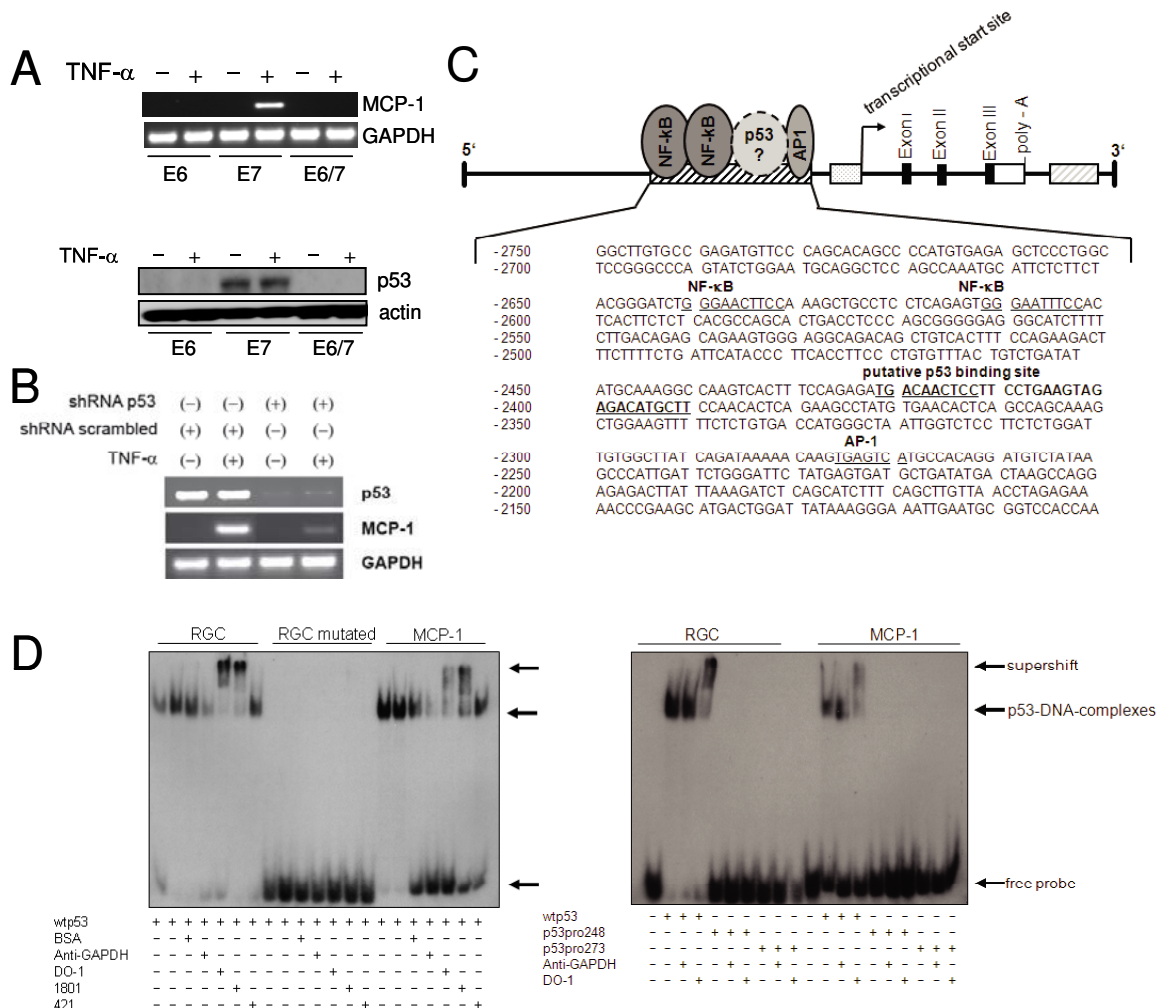 A
TNF-α − + − + − +
MCP-1
GAPDH
E6 E7 E6/7
TNF-α − + − + − +
p53
actin
E6 E7 E6/7
B
shRNA p53 (−) (−) (+) (+)
shRNA scrambled (+) (+) (−) (−)
TNF-α (−) (+) (−) (+)
p53
MCP-1
GAPDH
C
transcriptional start site
NF-kB NF-kB p53 ? AP1
Exon I Exon II Exon III poly - A
5‘ 3‘
- 2750 GGCTTGTGCC GAGATGTTCC CAGCACAGCC CCATGTGAGA GCTCCCTGGC
- 2700 TCCGGGCCCA GTATCTGGAA TGCAGGCTCC AGCCAAATGC ATTCTCTTCT
NF-κB NF-κB
- 2650 ACGGGATCTG GGAACTTCCA AAGCTGCCTC CTCAGAGTGG GAATTTCCAC
- 2600 TCACTTCTCT CACGCCAGCA CTGACCTCCC AGCGGGGGAG GGCATCTTTT
- 2550 CTTGACAGAG CAGAAGTGGG AGGCAGACAG CTGTCACTTT CCAGAAGACT
- 2500 TTCTTTTCTG ATTCATACCC TTCACCTTCC CTGTGTTTAC TGTCTGATAT
putative p53 binding site
- 2450 ATGCAAAGGC CAAGTCACTT TTCCAGAGATG ACAACTCCTT CCTGAAGTAG
- 2400 AGACATGCTT CCAACACTCA GAAGCCTATG TGAACACTCA GCCAGCAAAG
- 2350 CTGGAAGTTT TTCTCTGTGA CCATGGGCTA ATTGGTCTCC TTCTCTGGAT
AP-1
- 2300 TGTGGCTTAT CAGATAAAAA CAAGTGAGTCA ATGCCACAGG ATGTCTATAA
- 2250 GCCCATTGAT TCTGGGATTC TATGAGTGAT GCTGATATGA CTAAGCCAGG
- 2200 AGAGACTTAT TTAAAGATCT CAGCATCTTT CAGCTTGTTA ACCTAGAGAA
- 2150 AACCCGAAGC ATGACTGGAT TATAAAGGGA AATTGAATGC GGTCCACCAA
D
RGC RGC mutated MCP-1
wtp53 + + + + + + + + + + + + + + + + + + + + +
BSA
Anti-GAPDH
DO-1
1801
421
RGC MCP-1
supershift
p53-DNA-complexes
free probe
wtp53 − + + + − − − − − − + + + − − − − − −
p53pro248 − − − − + + + − − − − − − + + + − − −
p53pro273 − − − − − − − + + + − − − − − − + + +
Anti-GAPDH − − + − − + − − + − − + − − + − − + −
DO-1 − − − + − − + − − + − − + − − + − − +